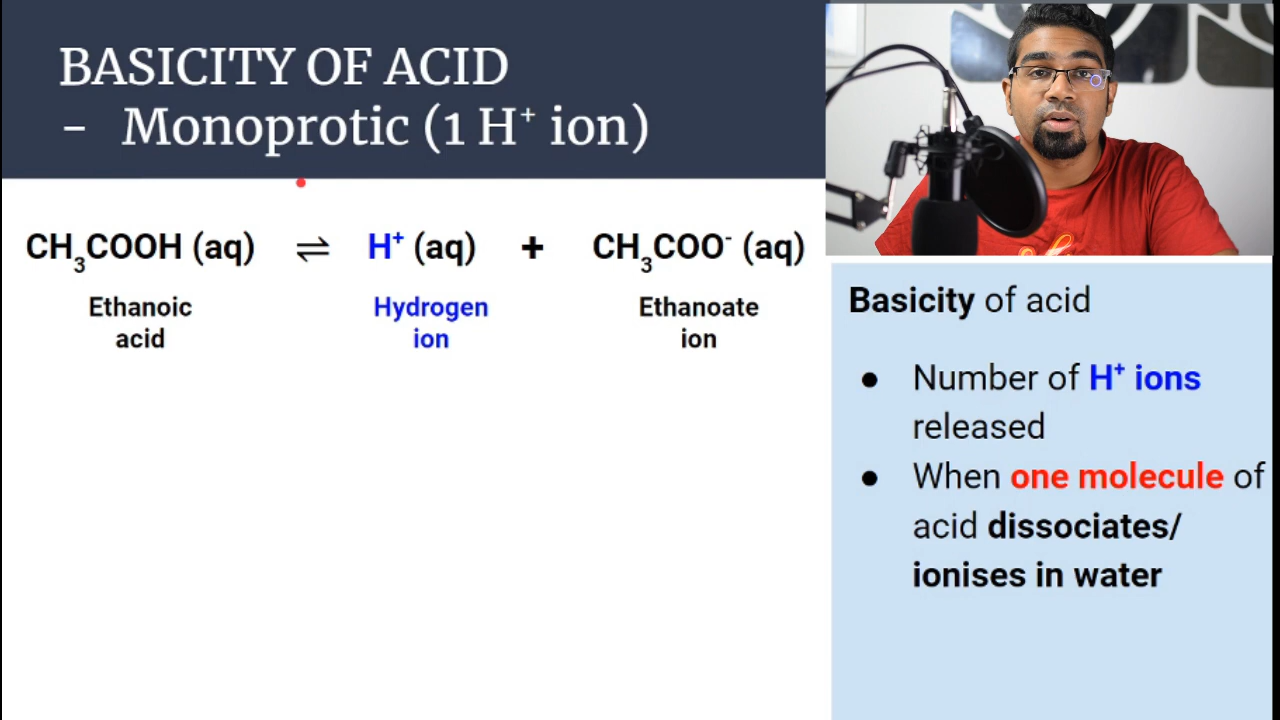 BASICITY OF ACID
- Monoprotic (1 H⁺ ion)
CH₃COOH (aq) ⇌ H⁺ (aq) + CH₃COO⁻ (aq)
Ethanoic acid
Hydrogen ion
Ethanoate ion
Basicity of acid
● Number of H⁺ ions
released
● When one molecule of
acid dissociates/
ionises in water